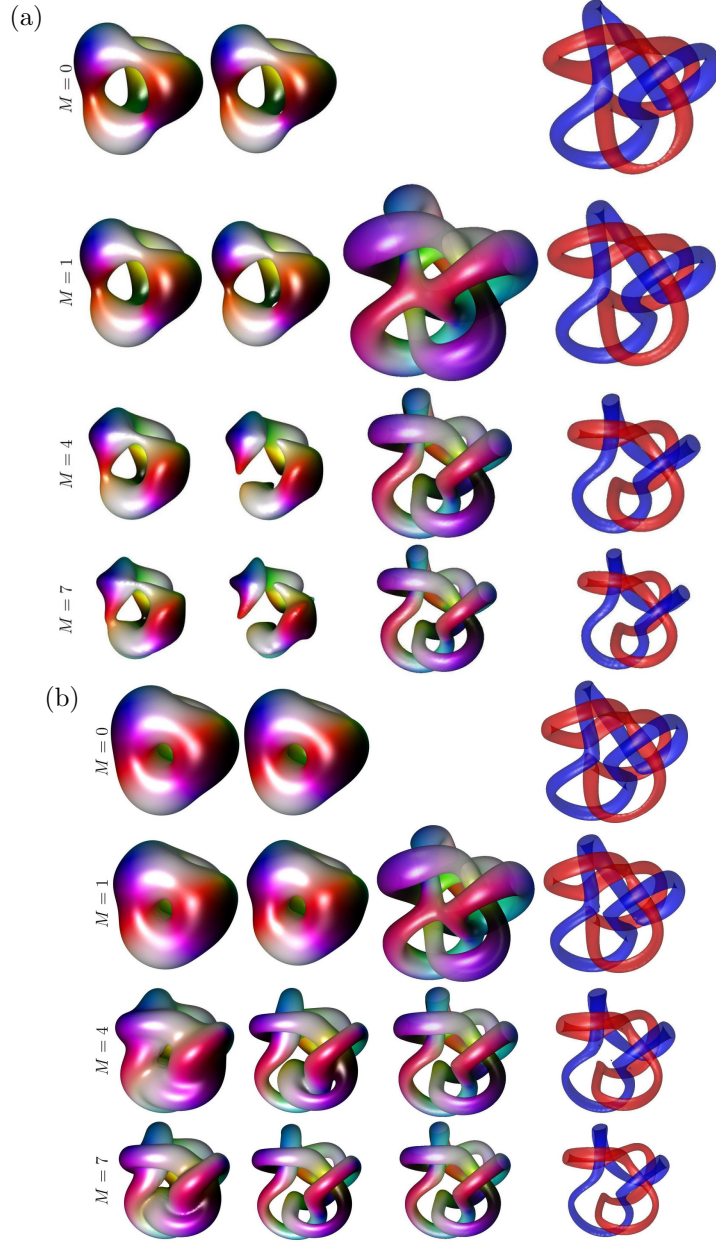 (a)
M = 0
M = 1
M = 4
M = 7
(b)
M = 0
M = 1
M = 4
M = 7